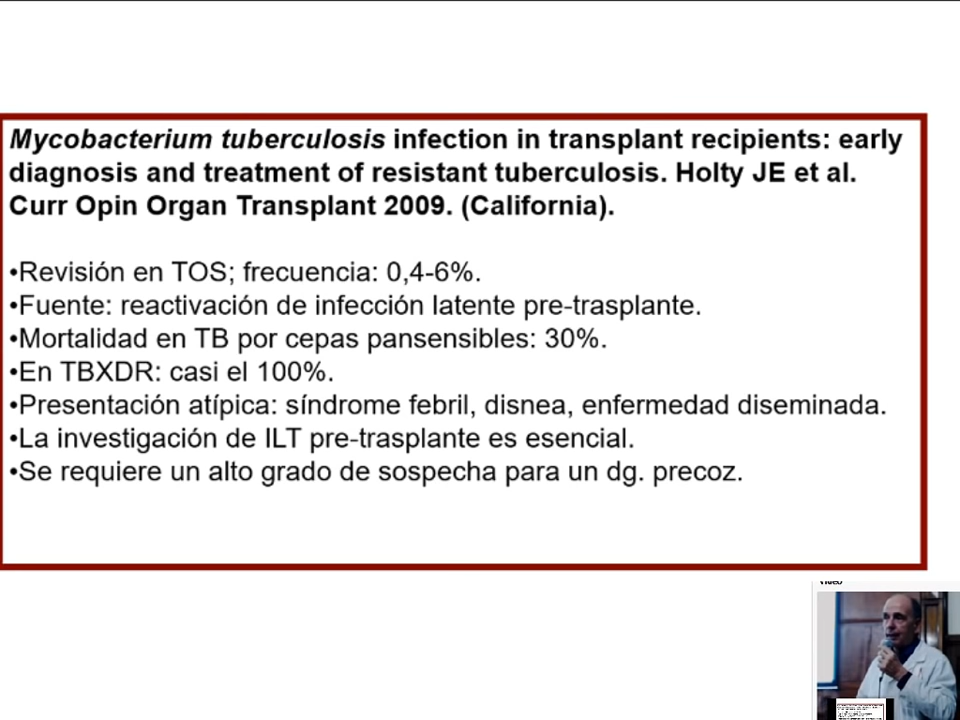 Mycobacterium tuberculosis infection in transplant recipients: early
diagnosis and treatment of resistant tuberculosis. Holty JE et al.
Curr Opin Organ Transplant 2009. (California).
•Revisión en TOS; frecuencia: 0,4-6%.
•Fuente: reactivación de infección latente pre-trasplante.
•Mortalidad en TB por cepas pansensibles: 30%.
•En TBXDR: casi el 100%.
•Presentación atípica: síndrome febril, disnea, enfermedad diseminada.
•La investigación de ILT pre-trasplante es esencial.
•Se requiere un alto grado de sospecha para un dg. precoz.